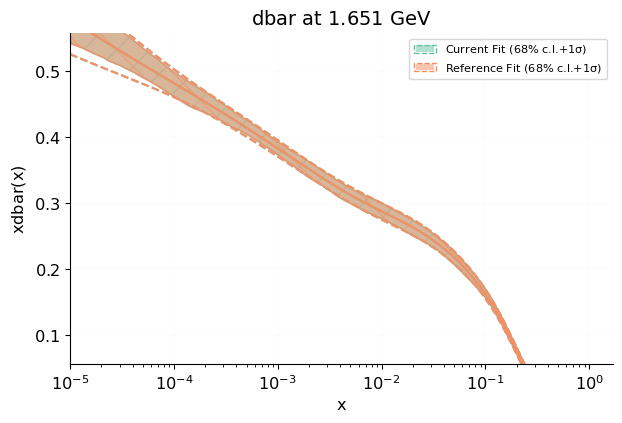 dbar at 1.651 GeV
Current Fit (68% c.l.+1σ)
Reference Fit (68% c.l.+1σ)
xdbar(x)
0.5
0.4
0.3
0.2
0.1
10⁻⁵ 10⁻⁴ 10⁻³ 10⁻² 10⁻¹ 10⁰
x